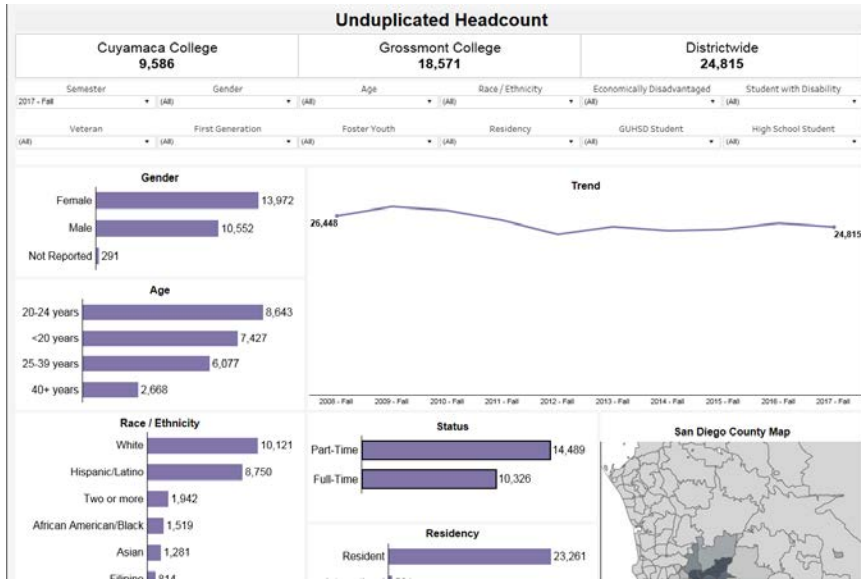 Unduplicated Headcount
Cuyamaca College Grossmont College Districtwide
9,586 18,571 24,815
Semester Gender Age Race / Ethnicity Economically Disadvantaged Student with Disability
2017 - Fall (All) (All) (All) (All) (All)
Veteran First Generation Foster Youth Residency GUHSD Student High School Student
(All) (All) (All) (All) (All) (All)
Gender
Female 13,972
Male 10,552
Not Reported 291
Trend
26,448
24,815
2008 - Fall 2009 - Fall 2010 - Fall 2011 - Fall 2012 - Fall 2013 - Fall 2014 - Fall 2015 - Fall 2016 - Fall 2017 - Fall
Age
20-24 years 8,643
<20 years 7,427
25-39 years 6,077
40+ years 2,668
Race / Ethnicity
White 10,121
Hispanic/Latino 8,750
Two or more 1,942
African American/Black 1,519
Asian 1,281
Filipino 814
Status
Part-Time 14,489
Full-Time 10,326
Residency
Resident 23,261
San Diego County Map